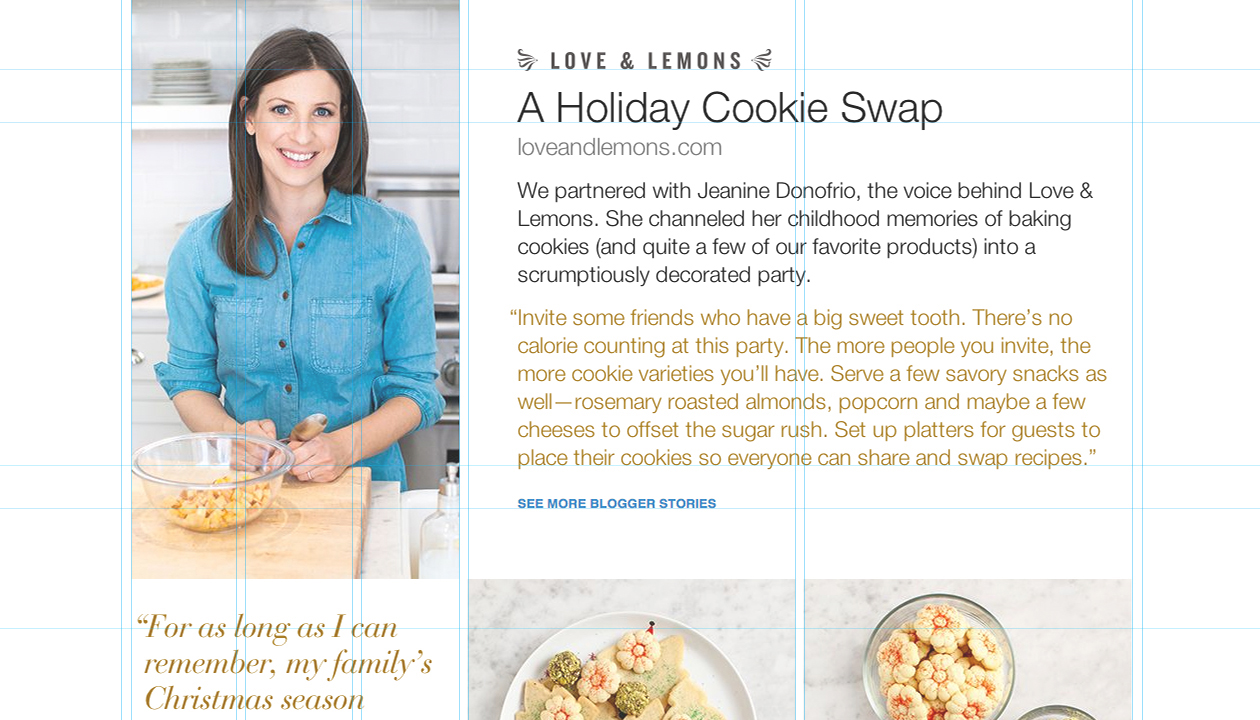 LOVE & LEMONS
A Holiday Cookie Swap
loveandlemons.com
We partnered with Jeanine Donofrio, the voice behind Love &
Lemons. She channeled her childhood memories of baking
cookies (and quite a few of our favorite products) into a
scrumptiously decorated party.
“Invite some friends who have a big sweet tooth. There’s no
calorie counting at this party. The more people you invite, the
more cookie varieties you’ll have. Serve a few savory snacks as
well—rosemary roasted almonds, popcorn and maybe a few
cheeses to offset the sugar rush. Set up platters for guests to
place their cookies so everyone can share and swap recipes.”
SEE MORE BLOGGER STORIES
“For as long as I can
remember, my family’s
Christmas season